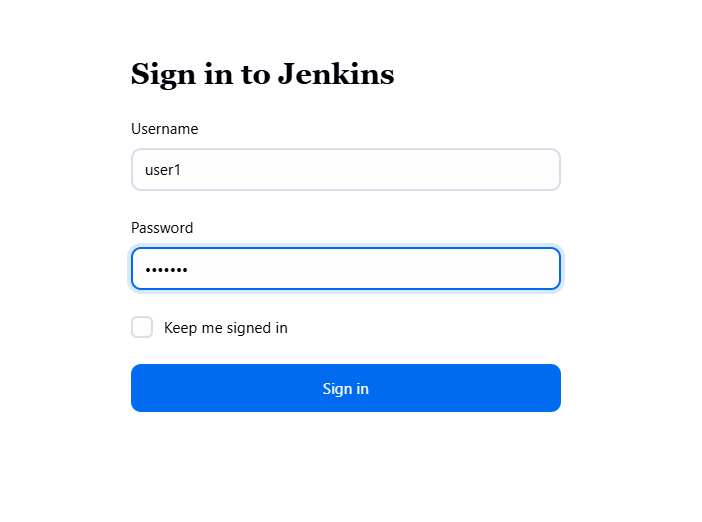 Sign in to Jenkins
Username
user1
Password
•••••••
Keep me signed in
Sign in